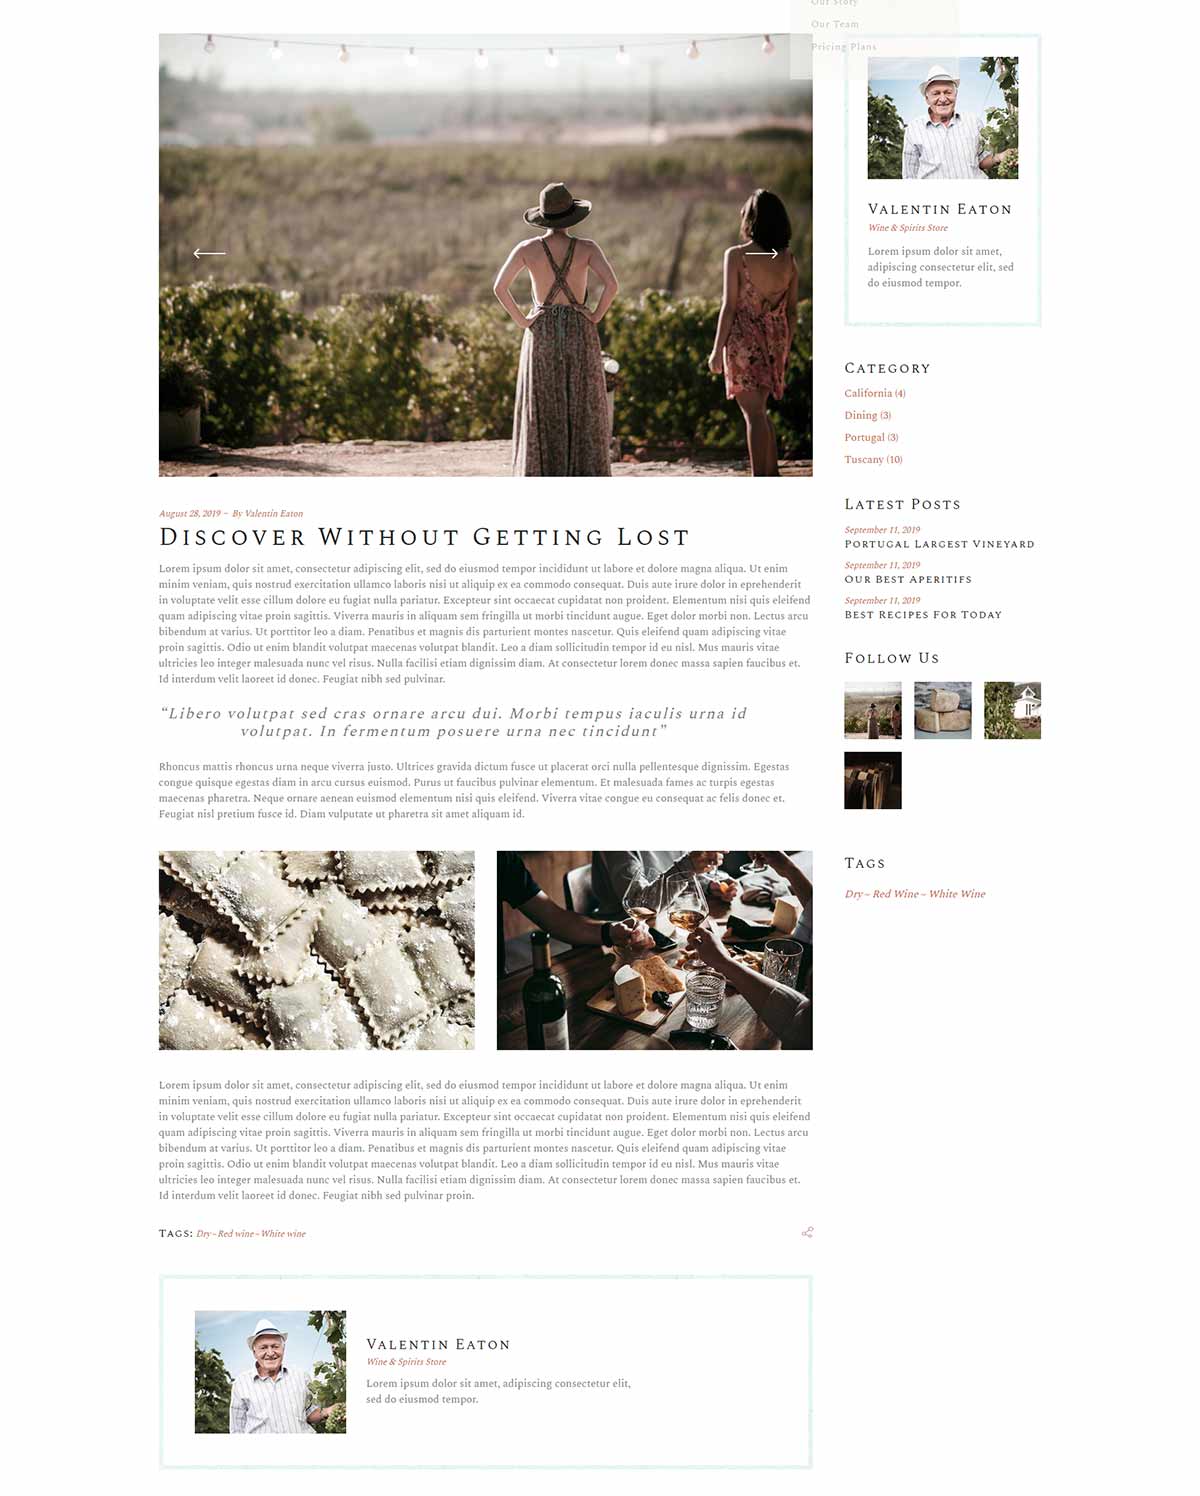 Our Story
Our Team
Pricing Plans
Valentin Eaton
Wine & Spirits Store
Lorem ipsum dolor sit amet,
adipiscing consectetur elit, sed
do eiusmod tempor.
Category
California (4)
Dining (3)
Portugal (3)
Tuscany (10)
Latest Posts
September 11, 2019
Portugal Largest Vineyard
September 11, 2019
Our Best Aperitifs
September 11, 2019
Best Recipes For Today
Follow Us
Tags
Dry – Red Wine – White Wine
August 28, 2019 – By Valentin Eaton
Discover Without Getting Lost
Lorem ipsum dolor sit amet, consectetur adipiscing elit, sed do eiusmod tempor incididunt ut labore et dolore magna aliqua. Ut enim
minim veniam, quis nostrud exercitation ullamco laboris nisi ut aliquip ex ea commodo consequat. Duis aute irure dolor in eprehenderit
in voluptate velit esse cillum dolore eu fugiat nulla pariatur. Excepteur sint occaecat cupidatat non proident. Elementum nisi quis eleifend
quam adipiscing vitae proin sagittis. Viverra mauris in aliquam sem fringilla ut morbi tincidunt augue. Eget dolor morbi non. Lectus arcu
bibendum at varius. Ut porttitor leo a diam. Penatibus et magnis dis parturient montes nascetur. Quis eleifend quam adipiscing vitae
proin sagittis. Odio ut enim blandit volutpat maecenas volutpat blandit. Leo a diam sollicitudin tempor id eu nisl. Mus mauris vitae
ultricies leo integer malesuada nunc vel risus. Nulla facilisi etiam dignissim diam. At consectetur lorem donec massa sapien faucibus et.
Id interdum velit laoreet id donec. Feugiat nibh sed pulvinar.
“Libero volutpat sed cras ornare arcu dui. Morbi tempus iaculis urna id
volutpat. In fermentum posuere urna nec tincidunt”
Rhoncus mattis rhoncus urna neque viverra justo. Ultrices gravida dictum fusce ut placerat orci nulla pellentesque dignissim. Egestas
congue quisque egestas diam in arcu cursus euismod. Purus ut faucibus pulvinar elementum. Et malesuada fames ac turpis egestas
maecenas pharetra. Neque ornare aenean euismod elementum nisi quis eleifend. Viverra vitae congue eu consequat ac felis donec et.
Feugiat nisl pretium fusce id. Diam vulputate ut pharetra sit amet aliquam id.
Lorem ipsum dolor sit amet, consectetur adipiscing elit, sed do eiusmod tempor incididunt ut labore et dolore magna aliqua. Ut enim
minim veniam, quis nostrud exercitation ullamco laboris nisi ut aliquip ex ea commodo consequat. Duis aute irure dolor in eprehenderit
in voluptate velit esse cillum dolore eu fugiat nulla pariatur. Excepteur sint occaecat cupidatat non proident. Elementum nisi quis eleifend
quam adipiscing vitae proin sagittis. Viverra mauris in aliquam sem fringilla ut morbi tincidunt augue. Eget dolor morbi non. Lectus arcu
bibendum at varius. Ut porttitor leo a diam. Penatibus et magnis dis parturient montes nascetur. Quis eleifend quam adipiscing vitae
proin sagittis. Odio ut enim blandit volutpat maecenas volutpat blandit. Leo a diam sollicitudin tempor id eu nisl. Mus mauris vitae
ultricies leo integer malesuada nunc vel risus. Nulla facilisi etiam dignissim diam. At consectetur lorem donec massa sapien faucibus et.
Id interdum velit laoreet id donec. Feugiat nibh sed pulvinar proin.
Tags: Dry – Red wine – White wine
Valentin Eaton
Wine & Spirits Store
Lorem ipsum dolor sit amet, adipiscing consectetur elit,
sed do eiusmod tempor.